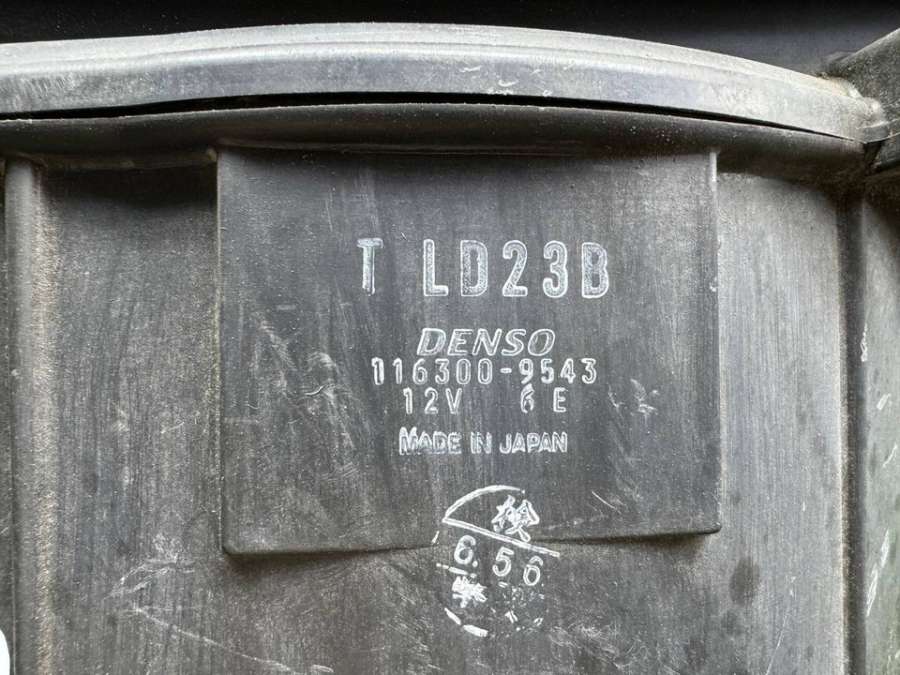 T LD23B
DENSO
116300-9543
12V 6E
MADE IN JAPAN
検
6.56